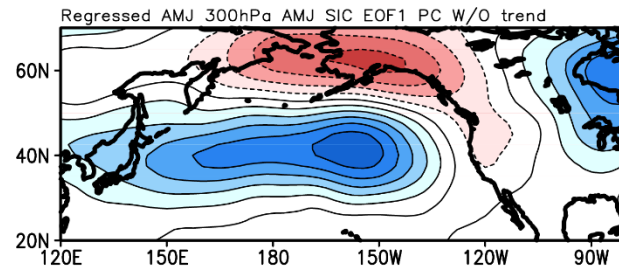 Regressed AMJ 300hPa AMJ SIC EOF1 PC W/O trend
60N
40N
20N
120E 150E 180 150W 120W 90W